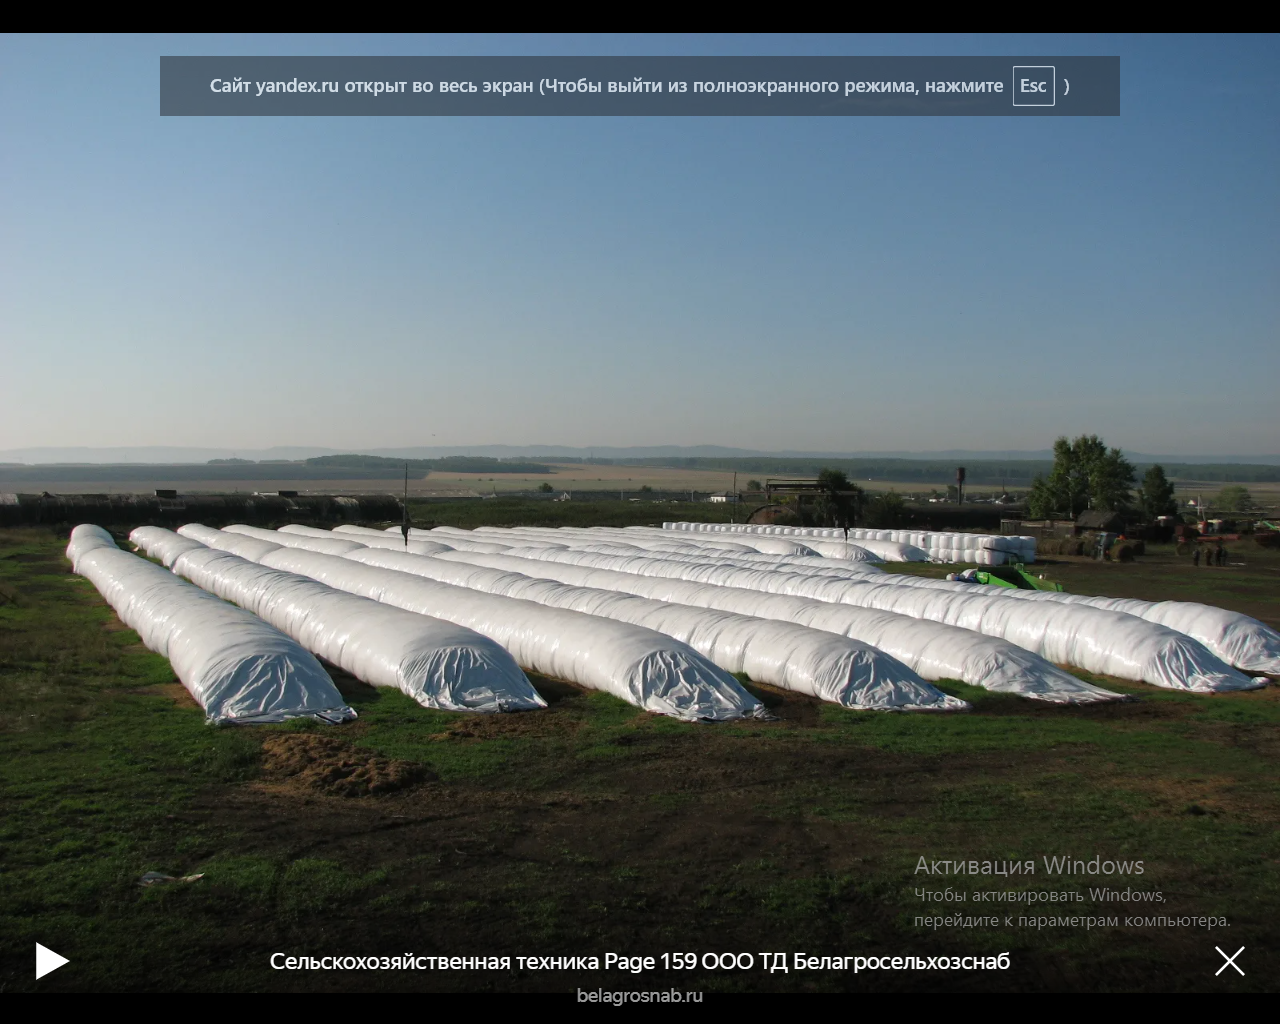 Сайт yandex.ru открыт во весь экран (Чтобы выйти из полноэкранного режима, нажмите Esc )
Активация Windows
Чтобы активировать Windows,
перейдите к параметрам компьютера.
Сельскохозяйственная техника Page 159 ООО ТД Белагросельхозснаб
belagrosnab.ru